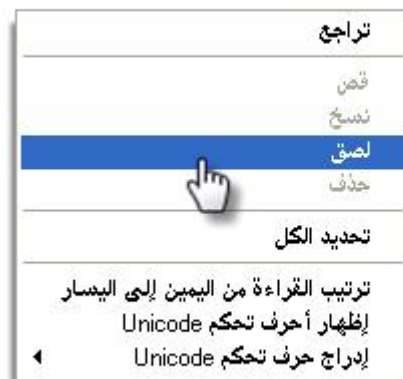 تراجع
قص
نسخ
لصق
حذف
تحديد الكل
ترتيب القراءة من اليمين إلى اليسار
إظهار أحرف تحكم Unicode
إدراج حرف تحكم Unicode